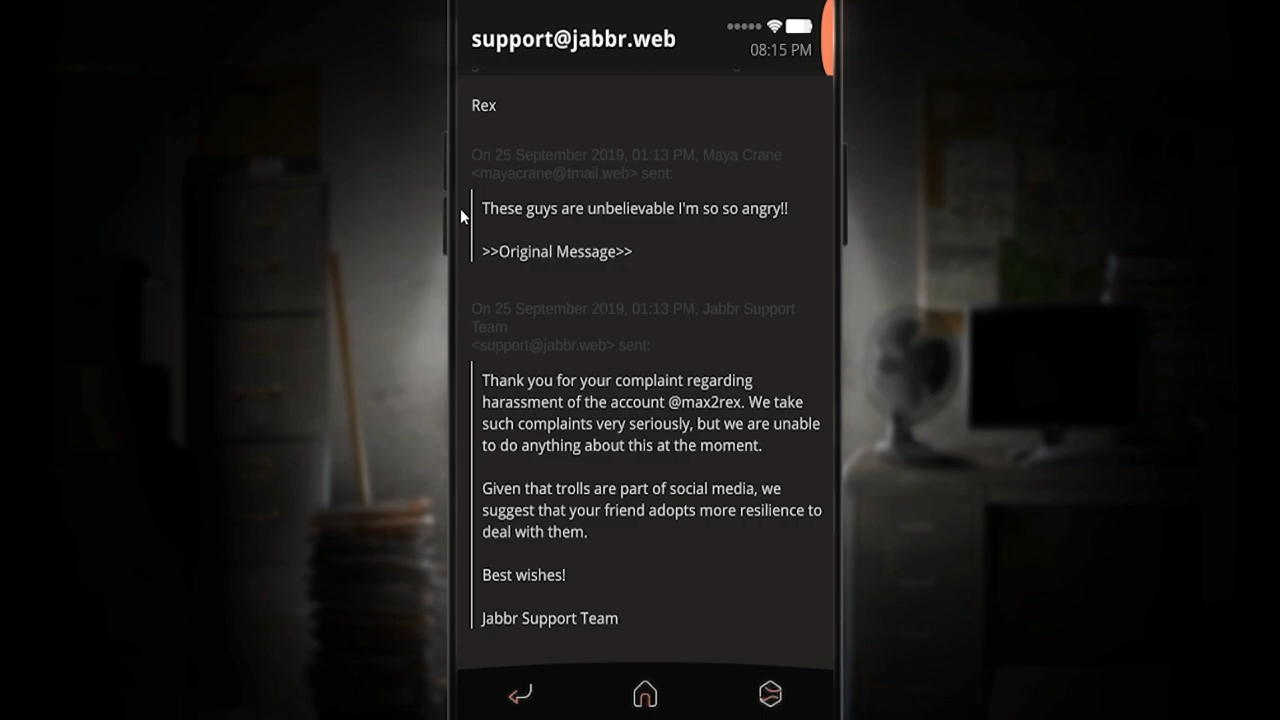 support@jabbr.web
08:15 PM
Rex
On 25 September 2019, 01:13 PM, Maya Crane
<mayacrane@tmail.web> sent:
These guys are unbelievable I'm so so angry!!
>>Original Message>>
On 25 September 2019, 01:13 PM, Jabbr Support
Team
<support@jabbr.web> sent:
Thank you for your complaint regarding
harassment of the account @max2rex. We take
such complaints very seriously, but we are unable
to do anything about this at the moment.
Given that trolls are part of social media, we
suggest that your friend adopts more resilience to
deal with them.
Best wishes!
Jabbr Support Team